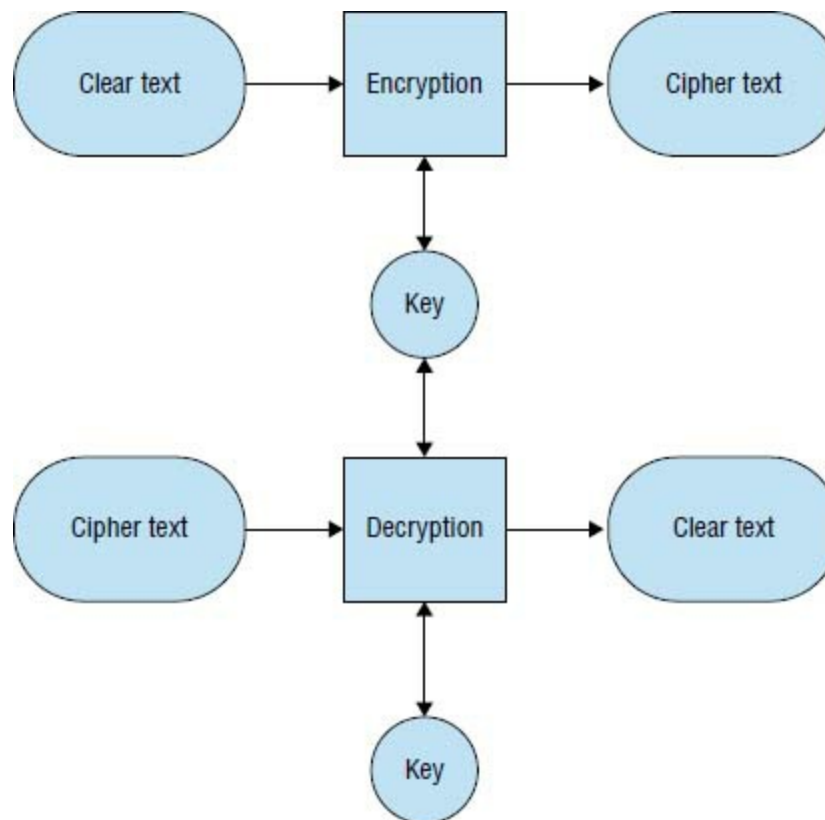 Clear text
Encryption
Cipher text
Key
Cipher text
Decryption
Clear text
Key